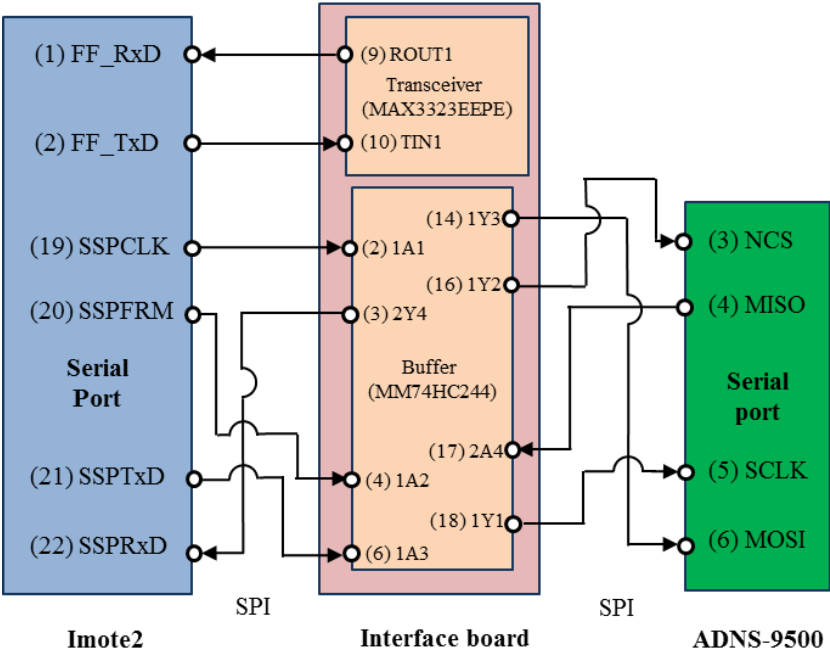 (1) FF_RxD
(2) FF_TxD
(19) SSPCLK
(20) SSPFRM
Serial
Port
(21) SSPTxD
(22) SSPRxD
(9) ROUT1
Transceiver
(MAX3323EEPE)
(10) TIN1
(14) 1Y3
(2) 1A1
(16) 1Y2
(3) 2Y4
Buffer
(MM74HC244)
(17) 2A4
(4) 1A2
(18) 1Y1
(6) 1A3
(3) NCS
(4) MISO
Serial
port
(5) SCLK
(6) MOSI
SPI
SPI
Imote2
Interface board
ADNS-9500